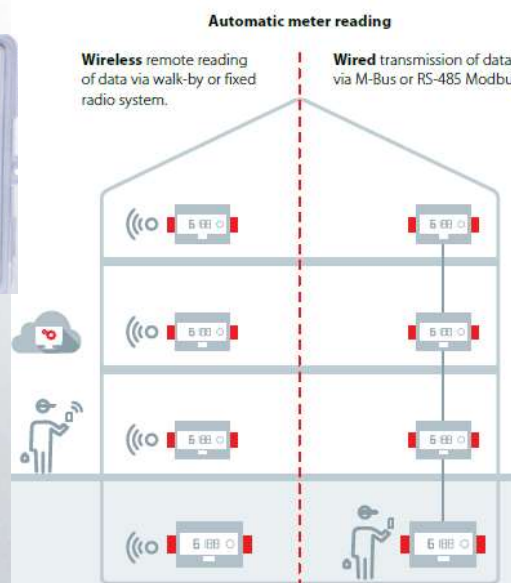 Automatic meter reading
Wireless remote reading
of data via walk-by or fixed
radio system.
Wired transmission of data
via M-Bus or RS-485 Modbu